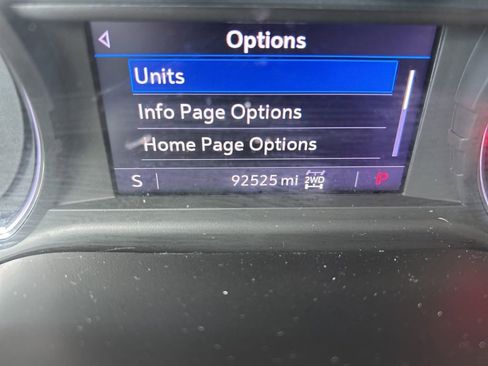 Options
Units
Info Page Options
Home Page Options
S 92525 mi 2WD P